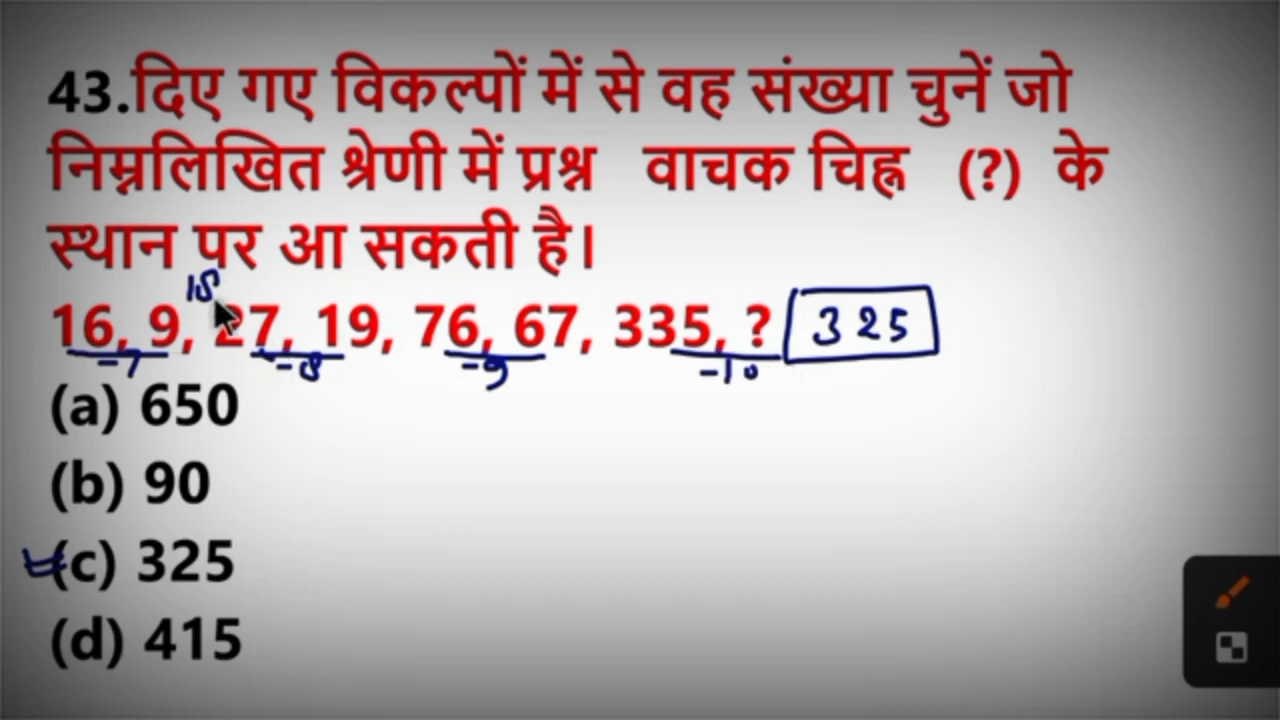 43.दिए गए विकल्पों में से वह संख्या चुनें जो
निम्नलिखित श्रेणी में प्रश्न वाचक चिह्न (?) के
स्थान पर आ सकती है।
18
16, 9, 27, 19, 76, 67, 335, ? 325
-7 -8 -9 -10
(a) 650
(b) 90
(c) 325
(d) 415